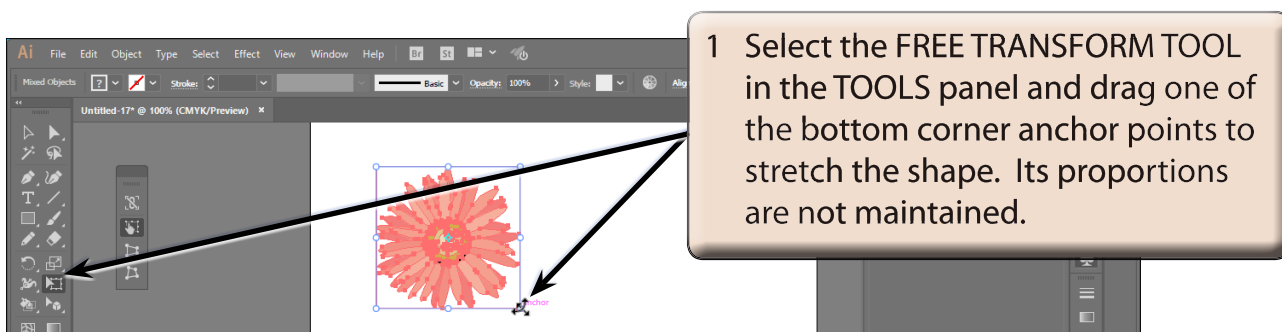 1 Select the FREE TRANSFORM TOOL
in the TOOLS panel and drag one of
the bottom corner anchor points to
stretch the shape. Its proportions
are not maintained.
Ai File Edit Object Type Select Effect View Window Help Br St
Mixed Objects ? Stroke: Basic Opacity: 100% Style:
Untitled-17* @ 100% (CMYK/Preview) ×
anchor